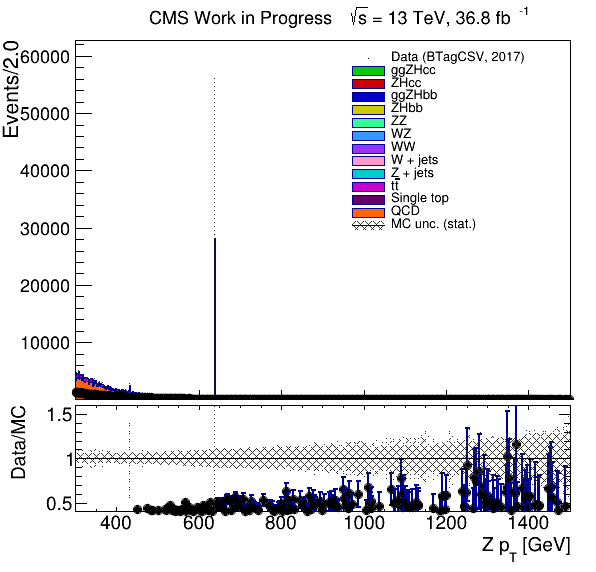 CMS Work in Progress √s = 13 TeV, 36.8 fb⁻¹
Events/2.0
60000
50000
40000
30000
20000
10000
Data (BTagCSV, 2017)
ggZHcc
ZHcc
ggZHbb
ZHbb
ZZ
WZ
WW
W + jets
Z + jets
tt̅
Single top
QCD
MC unc. (stat.)
Data/MC
1.5
1
0.5
400 600 800 1000 1200 1400
Z p_T [GeV]